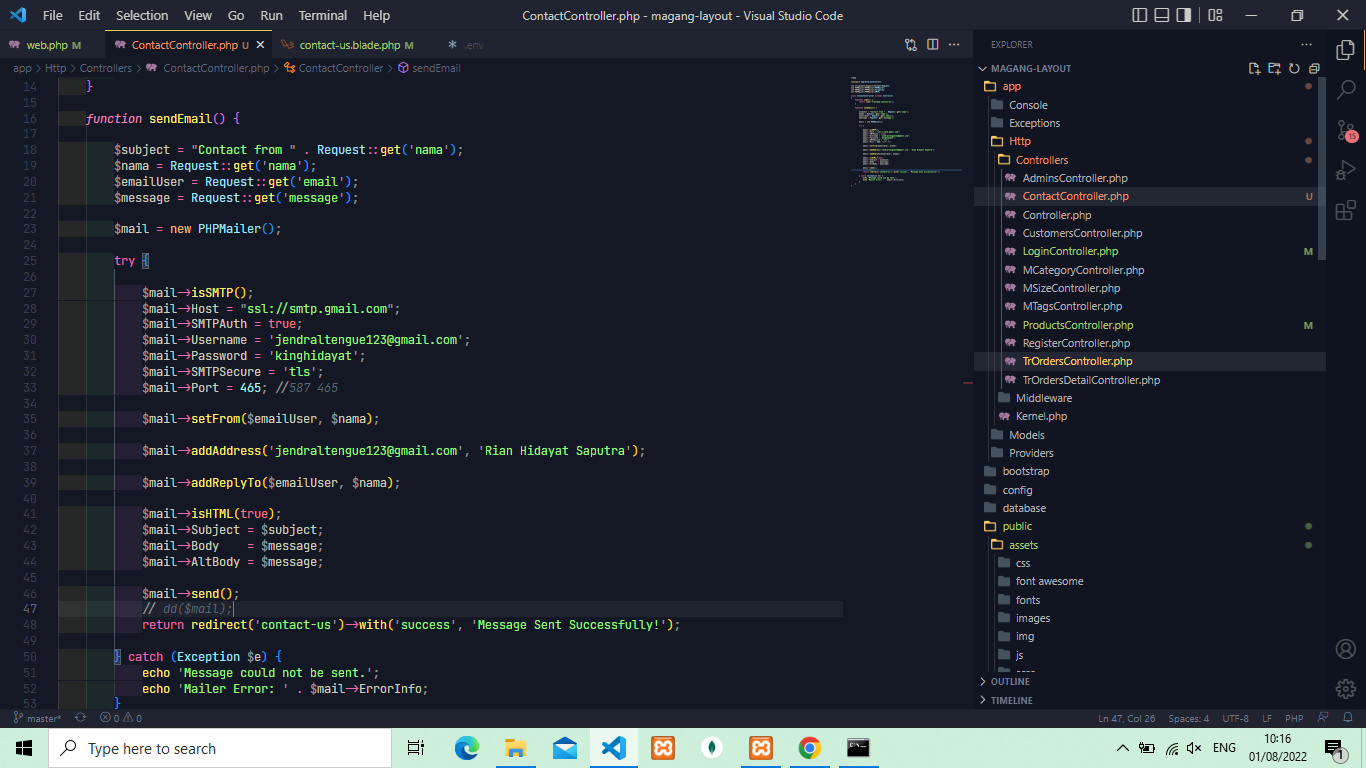 File Edit Selection View Go Run Terminal Help ContactController.php - magang-layout - Visual Studio Code
web.php M ContactController.php U contact-us.blade.php M .env
app > Http > Controllers > ContactController.php > ContactController > sendEmail
14 }
15
16 function sendEmail() {
17
18 $subject = "Contact from " . Request::get('nama');
19 $nama = Request::get('nama');
20 $emailUser = Request::get('email');
21 $message = Request::get('message');
22
23 $mail = new PHPMailer();
24
25 try {
26
27 $mail->isSMTP();
28 $mail->Host = "ssl://smtp.gmail.com";
29 $mail->SMTPAuth = true;
30 $mail->Username = 'jendraltengue123@gmail.com';
31 $mail->Password = 'kinghidayat';
32 $mail->SMTPSecure = 'tls';
33 $mail->Port = 465; //587 465
34
35 $mail->setFrom($emailUser, $nama);
36
37 $mail->addAddress('jendraltengue123@gmail.com', 'Rian Hidayat Saputra');
38
39 $mail->addReplyTo($emailUser, $nama);
40
41 $mail->isHTML(true);
42 $mail->Subject = $subject;
43 $mail->Body = $message;
44 $mail->AltBody = $message;
45
46 $mail->send();
47 // dd($mail);
48 return redirect('contact-us')->with('success', 'Message Sent Successfully!');
49
50 } catch (Exception $e) {
51 echo 'Message could not be sent.';
52 echo 'Mailer Error: ' . $mail->ErrorInfo;
53 }
EXPLORER
MAGANG-LAYOUT
app
Console
Exceptions
Http
Controllers
AdminsController.php
ContactController.php U
Controller.php
CustomersController.php
LoginController.php M
MCategoryController.php
MSizeController.php
MTagsController.php
ProductsController.php M
RegisterController.php
TrOrdersController.php
TrOrdersDetailController.php
Middleware
Kernel.php
Models
Providers
bootstrap
config
database
public
assets
css
font awesome
fonts
images
img
js
OUTLINE
TIMELINE
15
master* 0 0 Ln 47, Col 26 Spaces: 4 UTF-8 LF PHP
Type here to search ENG 10:16
01/08/2022 1